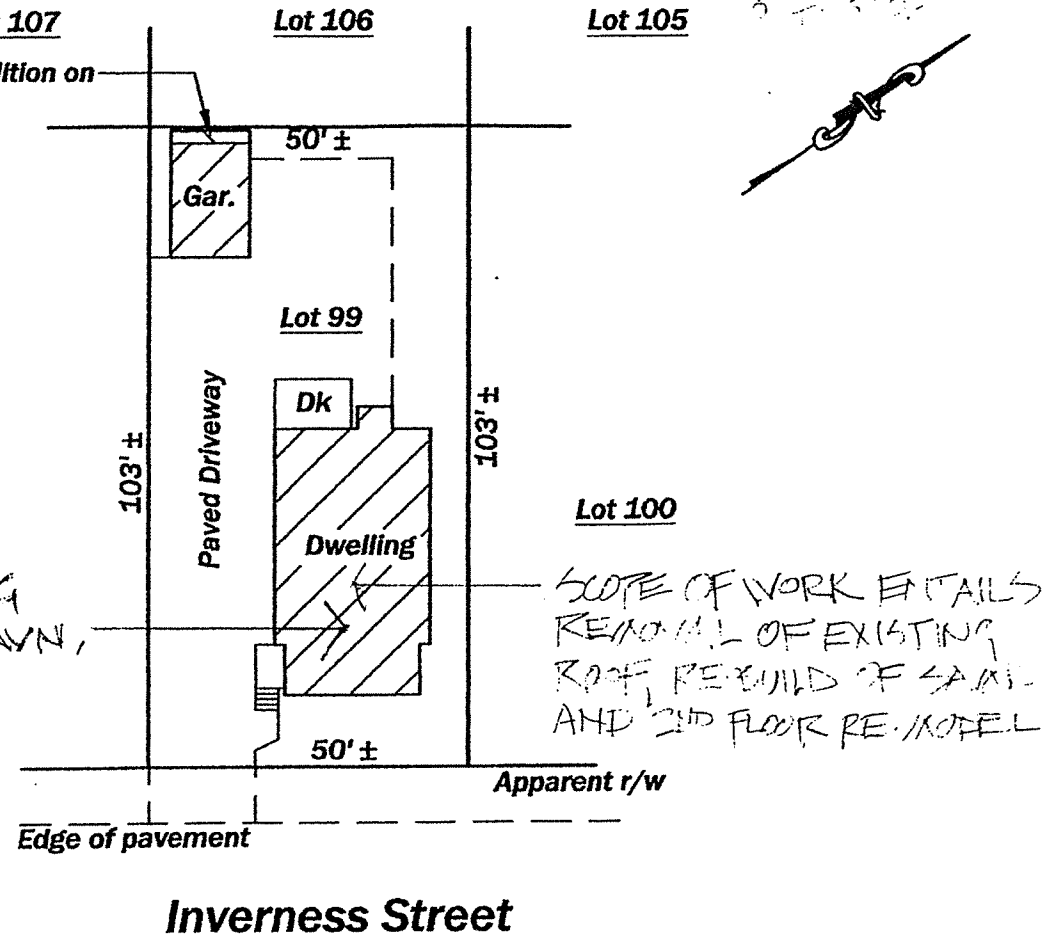 107
Lot 106
Lot 105
ition on
50' ±
Gar.
Lot 99
Dk
Paved Driveway
103' ±
103' ±
Lot 100
Dwelling
SCOPE OF WORK ENTAILS
REMOVAL OF EXISTING
ROOF, REBUILD OF SAME
AND 2ND FLOOR RE-MODEL
50' ±
Apparent r/w
Edge of pavement
Inverness Street